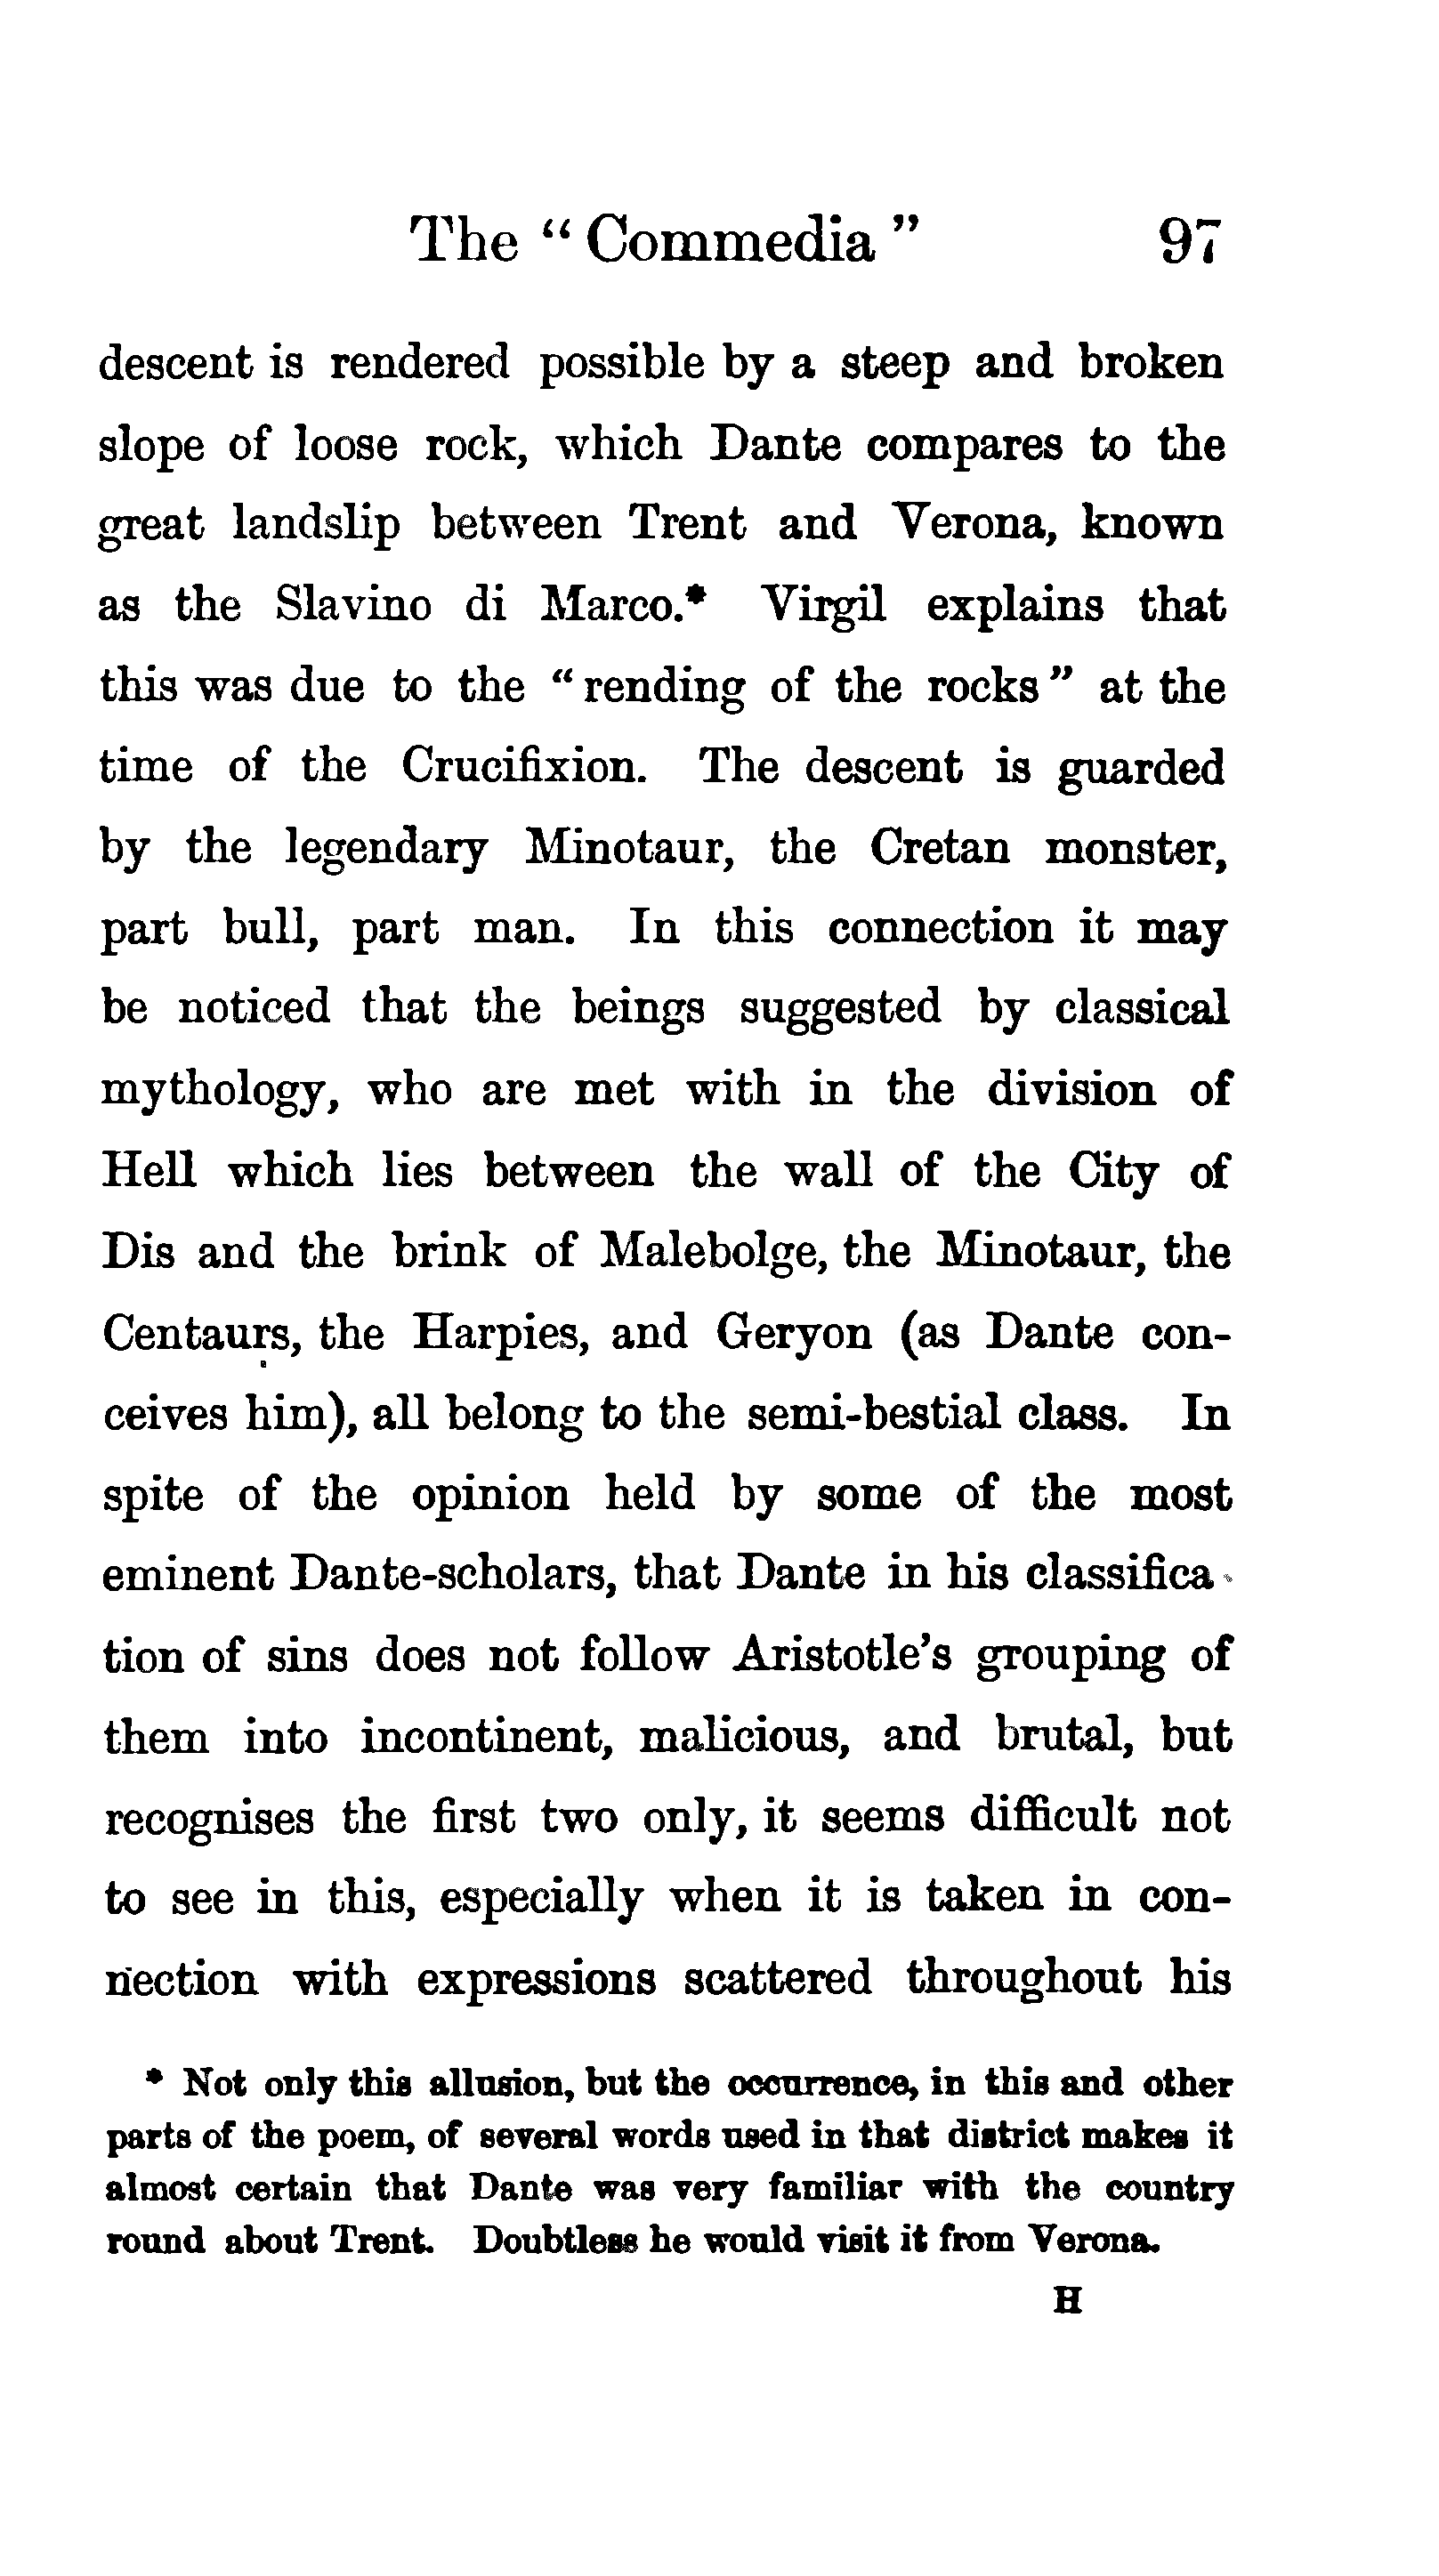 The " Commedia " 97
descent is rendered possible by a steep and broken
slope of loose rock, which Dante compares to the
great landslip between Trent and Verona, known
as the Slavino di Marco.* Virgil explains that
this was due to the " rending of the rocks " at the
time of the Crucifixion. The descent is guarded
by the legendary Minotaur, the Cretan monster,
part bull, part man. In this connection it may
be noticed that the beings suggested by classical
mythology, who are met with in the division of
Hell which lies between the wall of the City of
Dis and the brink of Malebolge, the Minotaur, the
Centaurs, the Harpies, and Geryon (as Dante con-
ceives him), all belong to the semi-bestial class. In
spite of the opinion held by some of the most
eminent Dante-scholars, that Dante in his classifica-
tion of sins does not follow Aristotle's grouping of
them into incontinent, malicious, and brutal, but
recognises the first two only, it seems difficult not
to see in this, especially when it is taken in con-
nection with expressions scattered throughout his
* Not only this allusion, but the occurrence, in this and other
parts of the poem, of several words used in that district makes it
almost certain that Dante was very familiar with the country
round about Trent. Doubtless he would visit it from Verona.
H